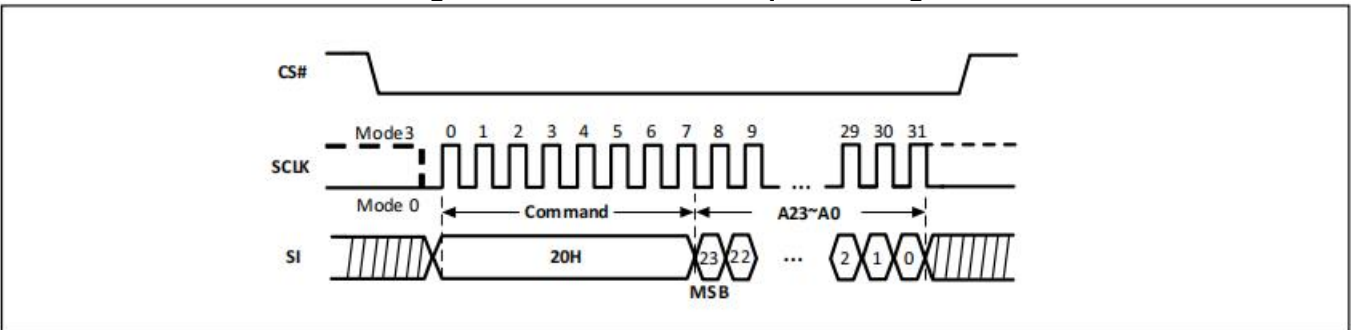 CS#
Mode3 0 1 2 3 4 5 6 7 8 9 29 30 31
SCLK ...
Mode 0 Command A23~A0
SI 20H 23 22 ... 2 1 0
MSB